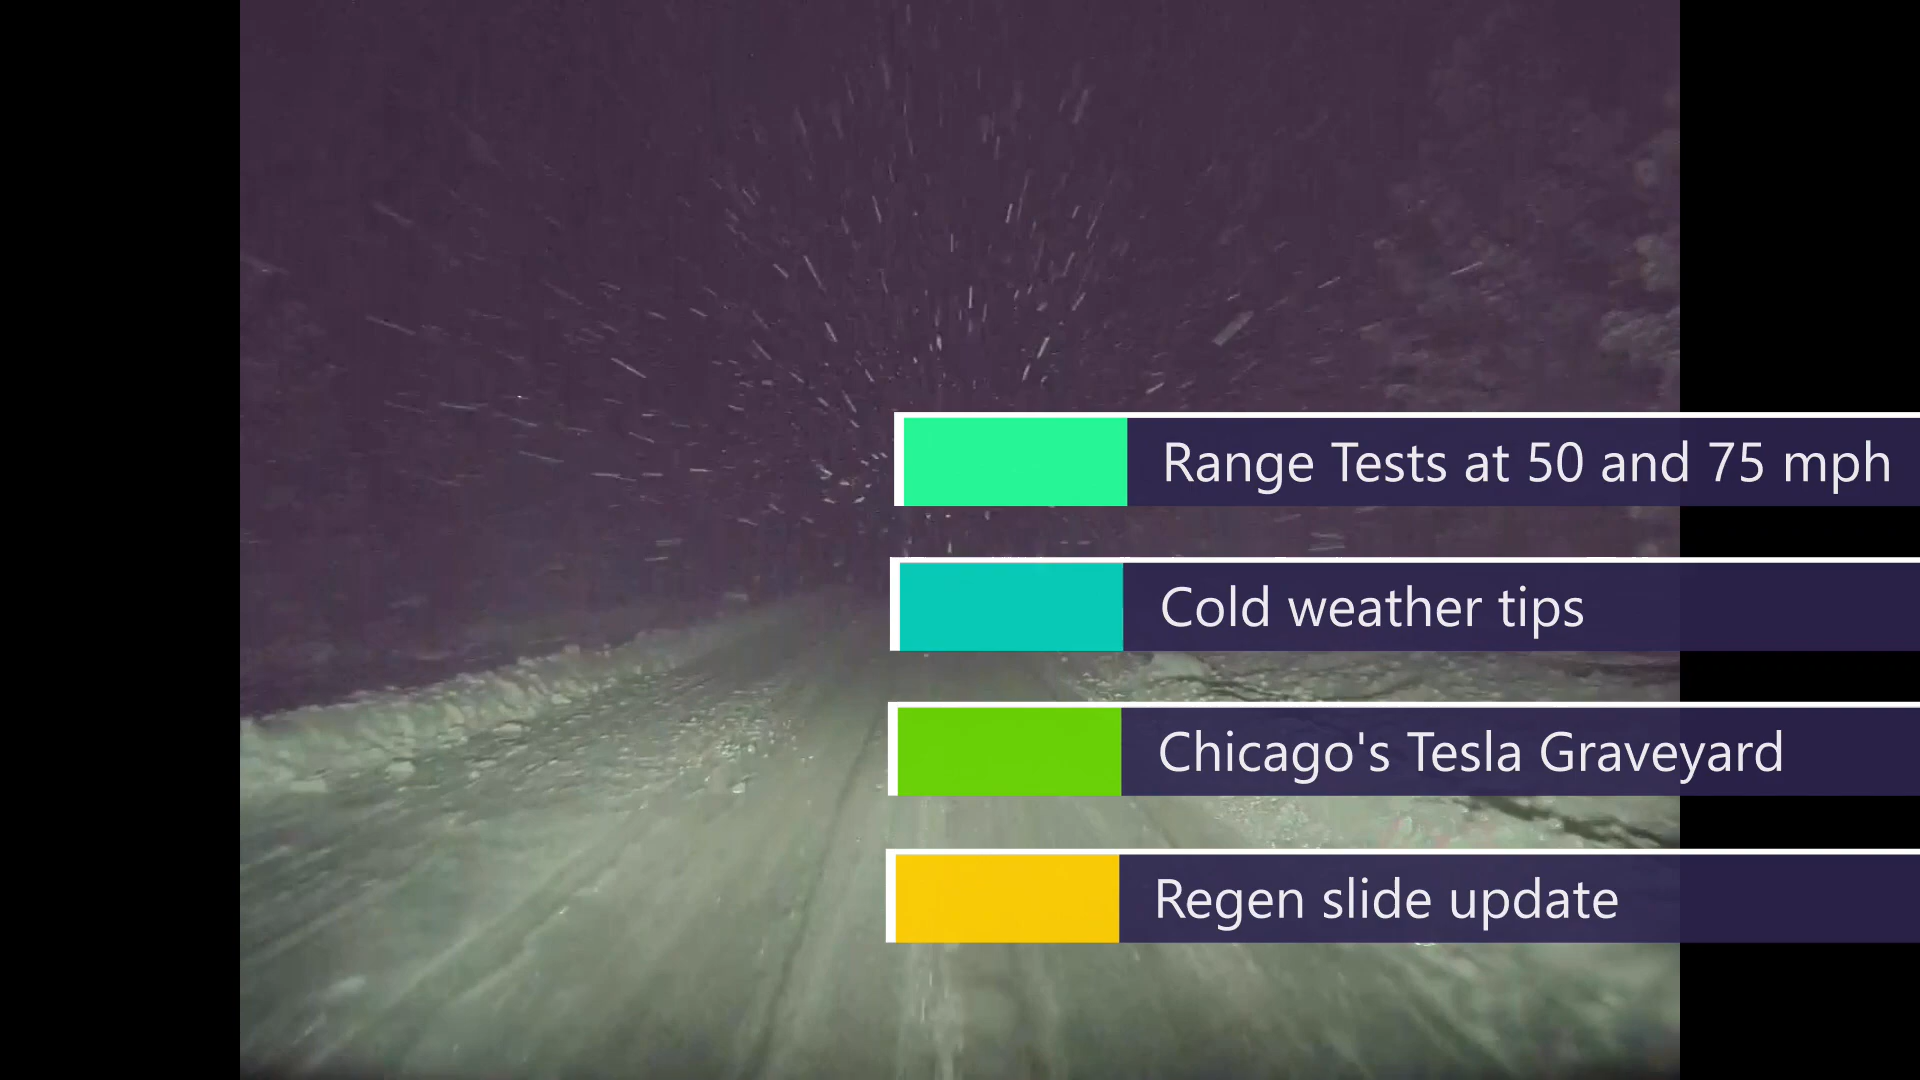 Range Tests at 50 and 75 mph
Cold weather tips
Chicago's Tesla Graveyard
Regen slide update